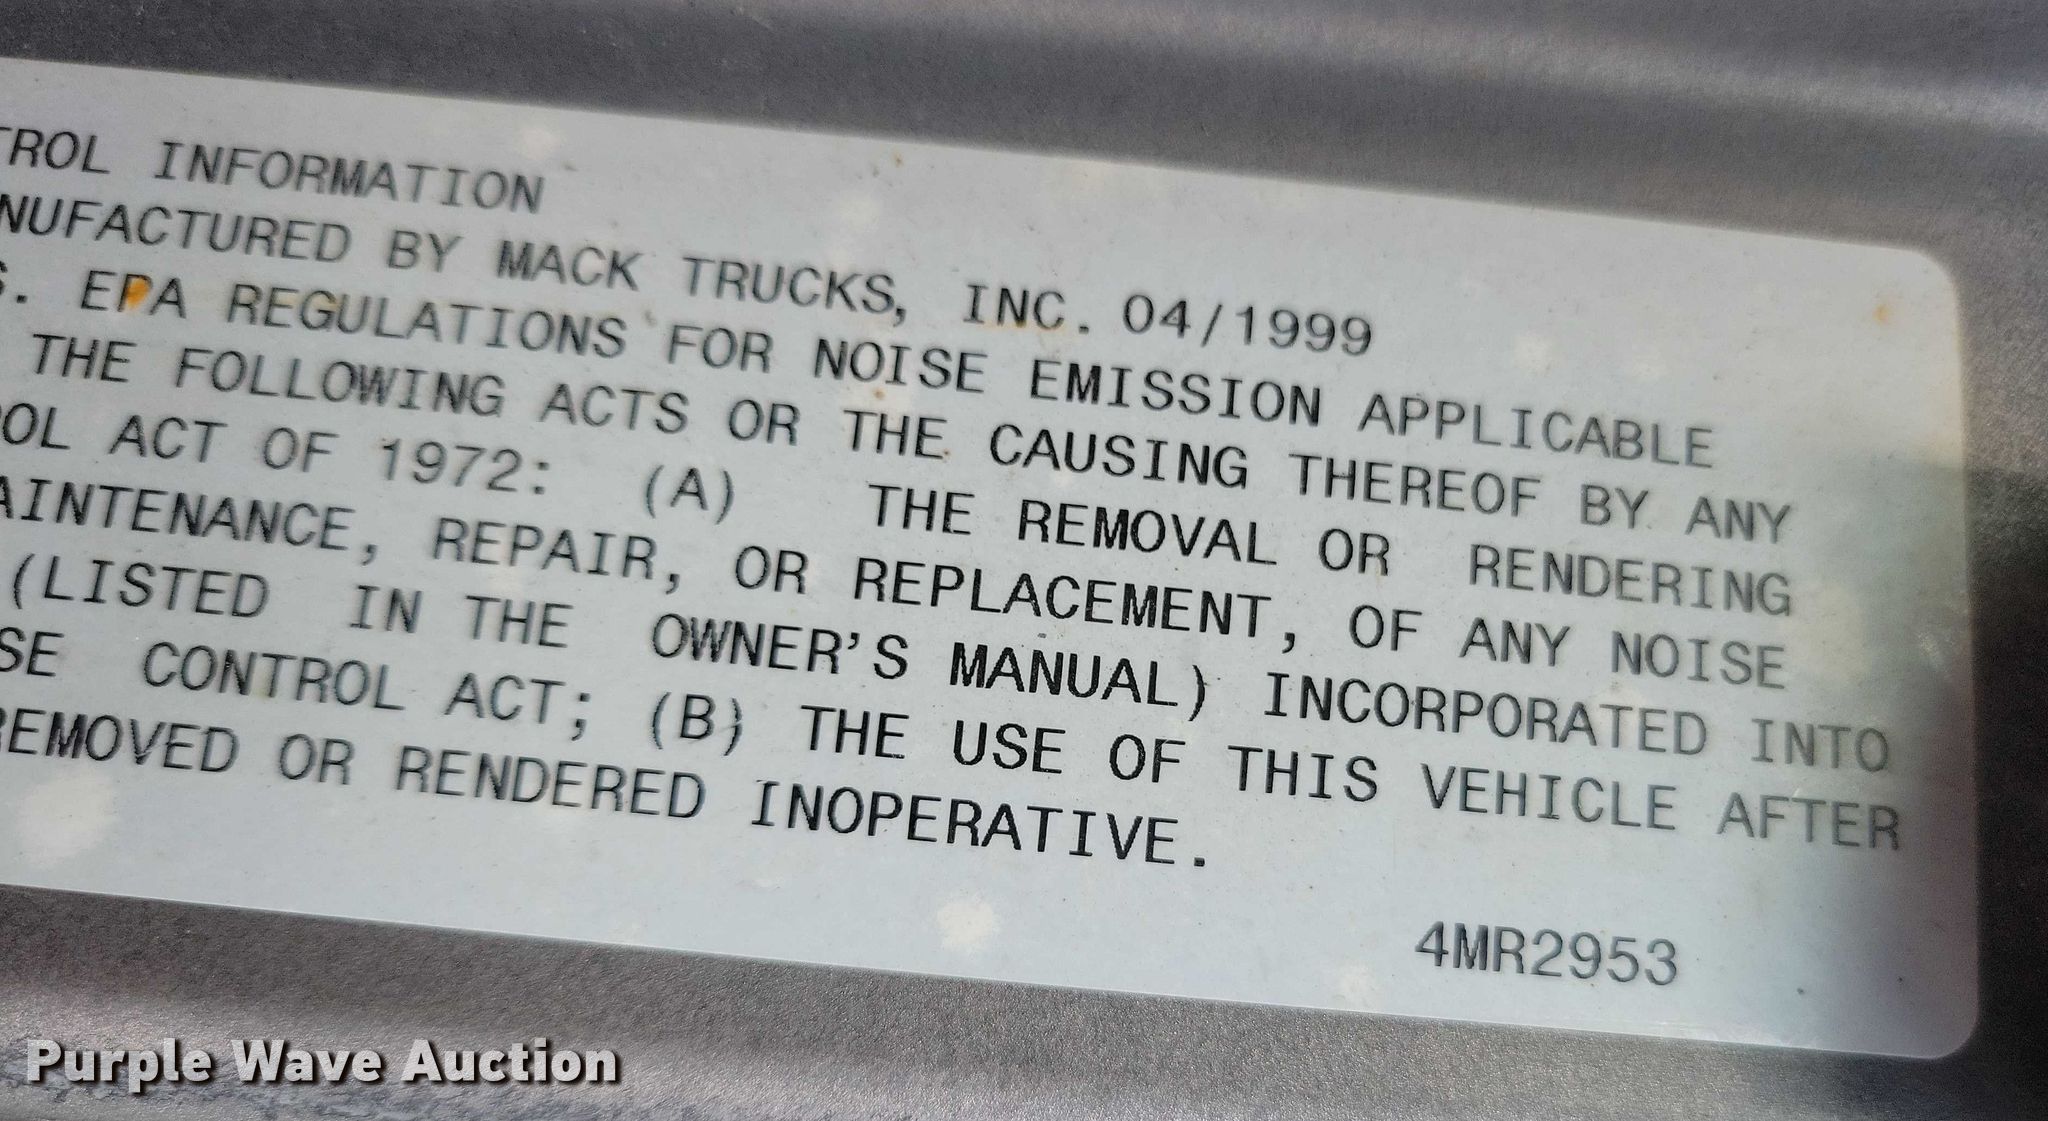 TROL INFORMATION
NUFACTURED BY MACK TRUCKS, INC. 04/1999
S. EPA REGULATIONS FOR NOISE EMISSION APPLICABLE
THE FOLLOWING ACTS OR THE CAUSING THEREOF BY ANY
OL ACT OF 1972: (A) THE REMOVAL OR RENDERING
AINTENANCE, REPAIR, OR REPLACEMENT, OF ANY NOISE
(LISTED IN THE OWNER'S MANUAL) INCORPORATED INTO
SE CONTROL ACT; (B) THE USE OF THIS VEHICLE AFTER
REMOVED OR RENDERED INOPERATIVE.
4MR2953
Purple Wave Auction